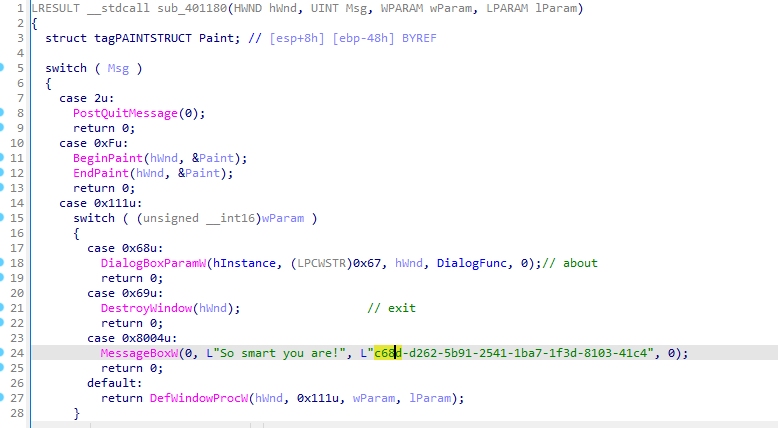 1 LRESULT __stdcall sub_401180(HWND hWnd, UINT Msg, WPARAM wParam, LPARAM lParam)
2 {
3   struct tagPAINTSTRUCT Paint; // [esp+8h] [ebp-48h] BYREF
4
5   switch ( Msg )
6   {
7     case 2u:
8       PostQuitMessage(0);
9       return 0;
10     case 0xFu:
11       BeginPaint(hWnd, &Paint);
12       EndPaint(hWnd, &Paint);
13       return 0;
14     case 0x111u:
15       switch ( (unsigned __int16)wParam )
16       {
17         case 0x68u:
18           DialogBoxParamW(hInstance, (LPCWSTR)0x67, hWnd, DialogFunc, 0);// about
19           return 0;
20         case 0x69u:
21           DestroyWindow(hWnd);                  // exit
22           return 0;
23         case 0x8004u:
24           MessageBoxW(0, L"So smart you are!", L"c68d-d262-5b91-2541-1ba7-1f3d-8103-41c4", 0);
25           return 0;
26         default:
27           return DefWindowProcW(hWnd, 0x111u, wParam, lParam);
28       }